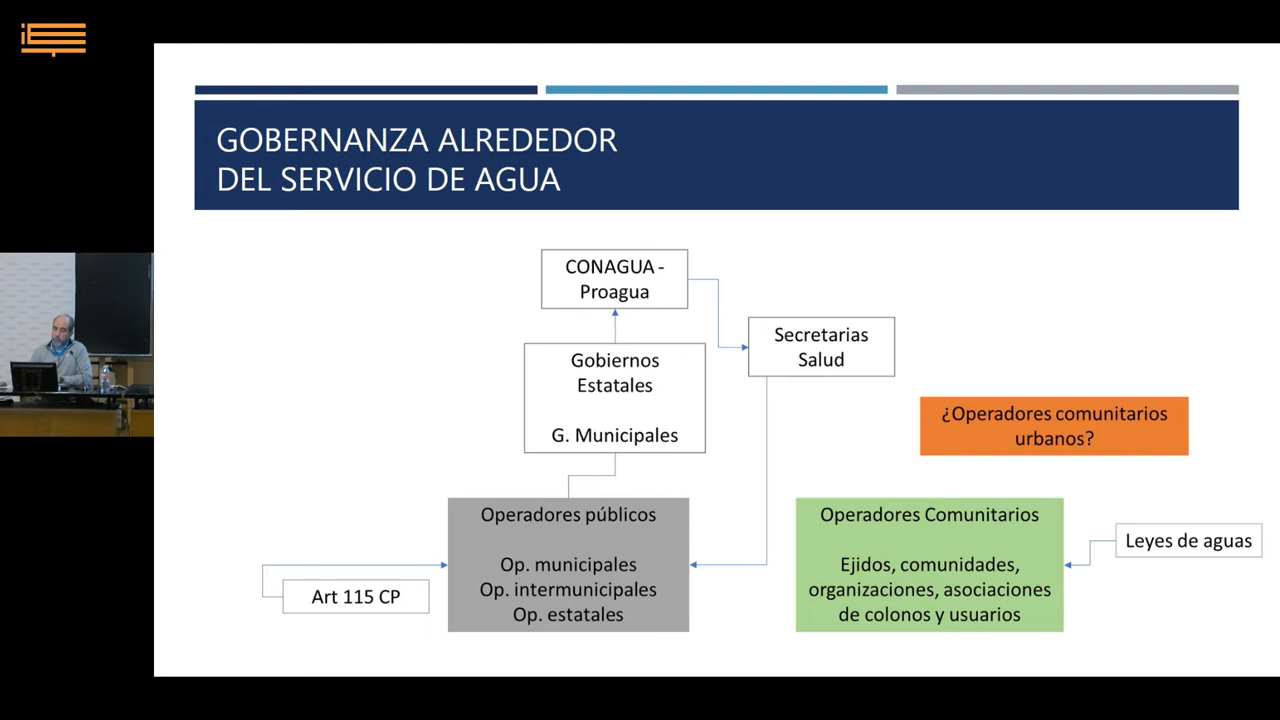 GOBERNANZA ALREDEDOR
DEL SERVICIO DE AGUA
CONAGUA -
Proagua
Secretarias
Salud
Gobiernos
Estatales
G. Municipales
¿Operadores comunitarios
urbanos?
Operadores públicos
Op. municipales
Op. intermunicipales
Op. estatales
Operadores Comunitarios
Ejidos, comunidades,
organizaciones, asociaciones
de colonos y usuarios
Leyes de aguas
Art 115 CP